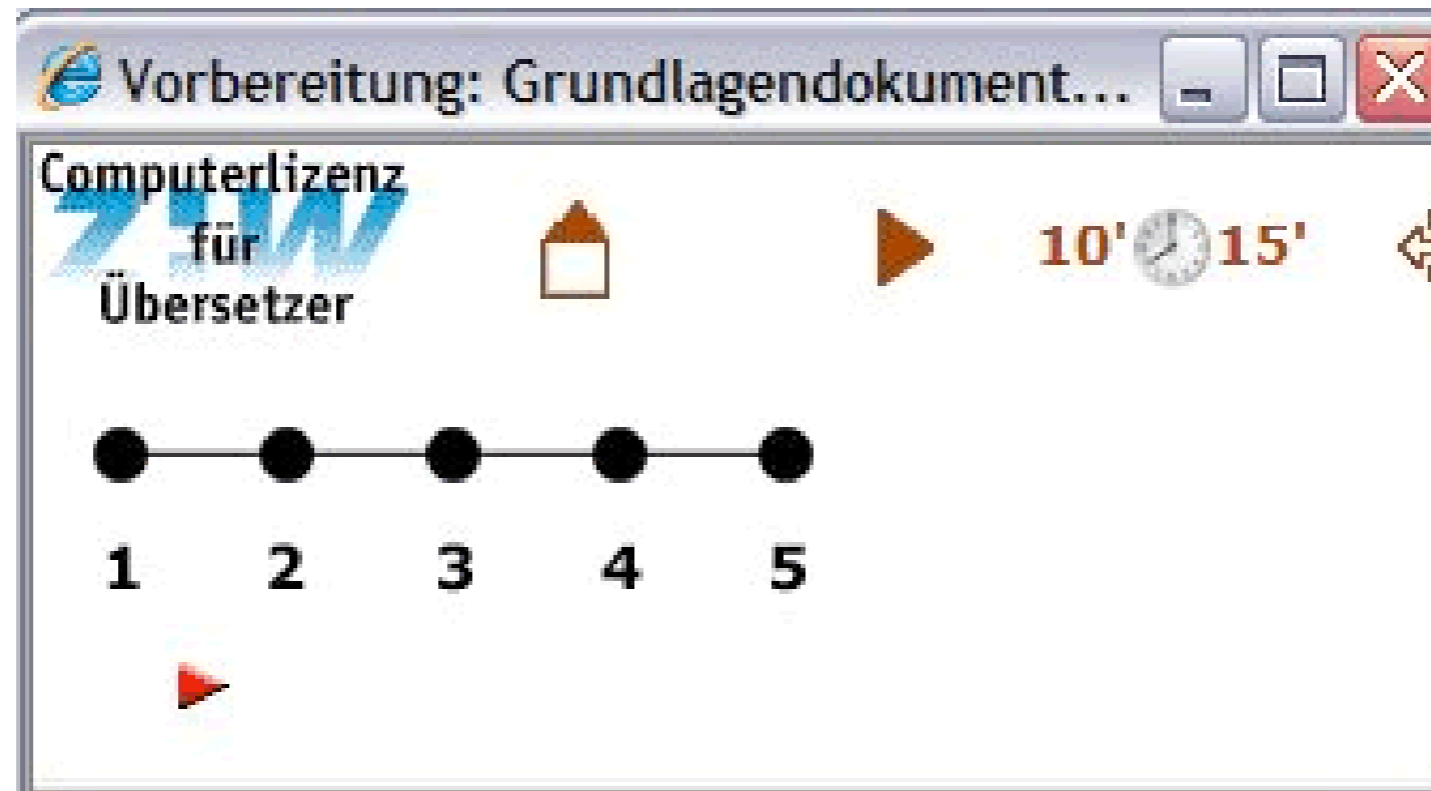 Vorbereitung: Grundlagendokument...
Computerlizenz
für
Übersetzer
10' 15'
1 2 3 4 5